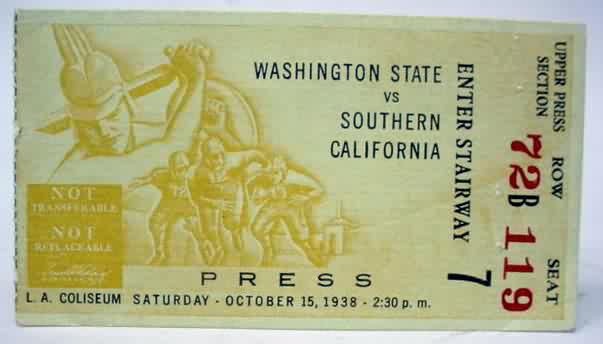 WASHINGTON STATE
VS
SOUTHERN
CALIFORNIA
NOT
TRANSFERABLE
NOT
REPLACEABLE
PRESS
L. A. COLISEUM SATURDAY - OCTOBER 15, 1938 - 2:30 p. m.
ENTER STAIRWAY 7
UPPER PRESS
SECTION ROW SEAT
72 B 119